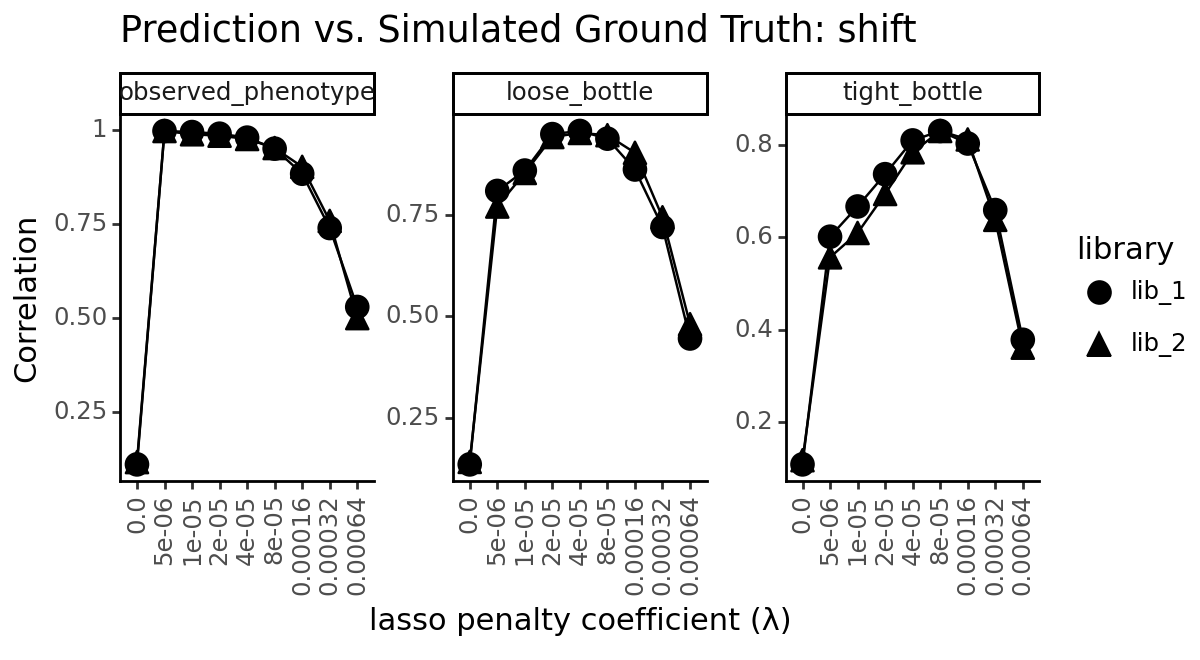 Prediction vs. Simulated Ground Truth: shift
observed_phenotype
loose_bottle
tight_bottle
Correlation
1
0.75
0.50
0.25
0.75
0.50
0.25
0.8
0.6
0.4
0.2
0.0
5e-06
1e-05
2e-05
4e-05
8e-05
0.00016
0.00032
0.00064
0.0
5e-06
1e-05
2e-05
4e-05
8e-05
0.00016
0.00032
0.00064
0.0
5e-06
1e-05
2e-05
4e-05
8e-05
0.00016
0.00032
0.00064
lasso penalty coefficient (λ)
library
lib_1
lib_2